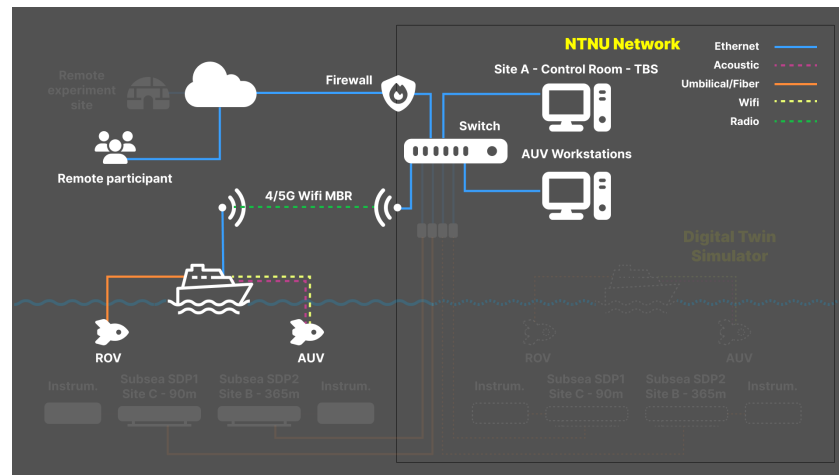 NTNU Network
Ethernet
Acoustic
Umbilical/Fiber
Wifi
Radio
Remote
experiment
site
Firewall
Site A - Control Room - TBS
Switch
AUV Workstations
Remote participant
4/5G Wifi MBR
Digital Twin
Simulator
ROV
AUV
ROV
AUV
Instrum.
Subsea SDP1
Site C - 90m
Subsea SDP2
Site B - 365m
Instrum.
Instrum.
Subsea SDP1
Site C - 90m
Subsea SDP2
Site B - 365m
Instrum.